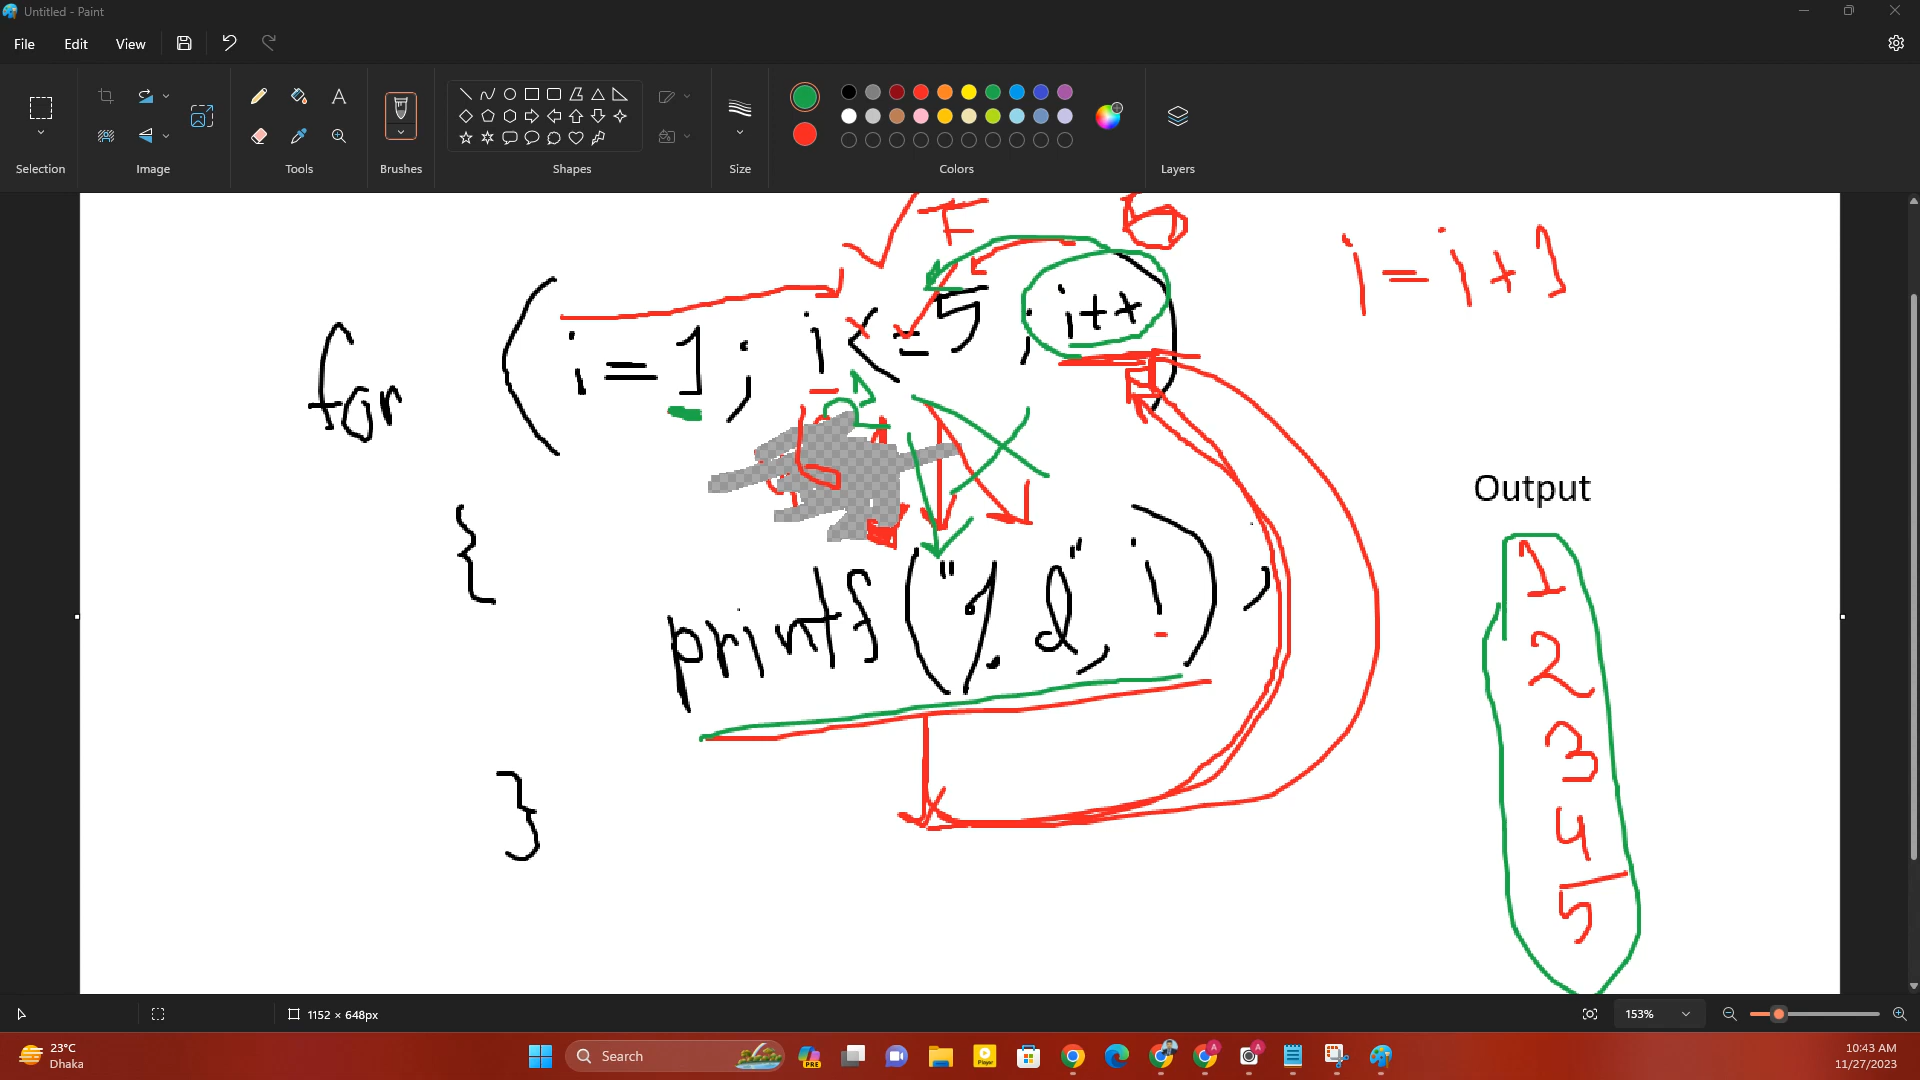 Untitled - Paint
File Edit View
Selection Image Tools Brushes Shapes Size Colors Layers
F 6
i = i + 1
for (i = 1; i <= 5; i++)
Output
{
printf("%d", i);
1
2
3
4
5
}
1152 × 648px 153%
23°C
Dhaka
Search
PRE
10:43 AM
11/27/2023